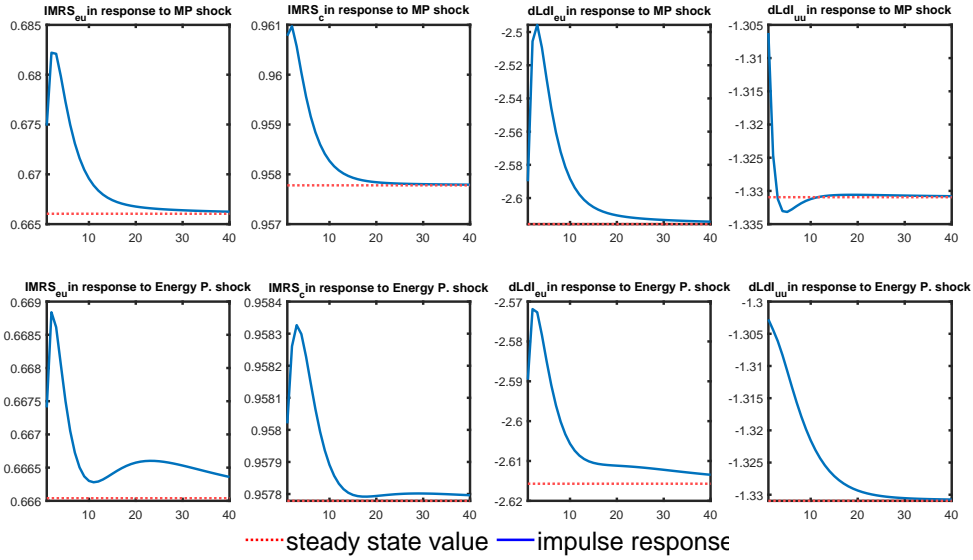 IMRS_eu in response to MP shock
0.685
0.68
0.675
0.67
0.665
10 20 30 40
IMRS_c in response to MP shock
0.961
0.96
0.959
0.958
0.957
10 20 30 40
dLdI_eu in response to MP shock
-2.5
-2.52
-2.54
-2.56
-2.58
-2.6
10 20 30 40
dLdI_uu in response to MP shock
-1.305
-1.31
-1.315
-1.32
-1.325
-1.33
-1.335
10 20 30 40
IMRS_eu in response to Energy P. shock
0.669
0.6685
0.668
0.6675
0.667
0.6665
0.666
10 20 30 40
IMRS_c in response to Energy P. shock
0.9584
0.9583
0.9582
0.9581
0.958
0.9579
0.9578
10 20 30 40
dLdI_eu in response to Energy P. shock
-2.57
-2.58
-2.59
-2.6
-2.61
-2.62
10 20 30 40
dLdI_uu in response to Energy P. shock
-1.3
-1.305
-1.31
-1.315
-1.32
-1.325
-1.33
10 20 30 40
steady state value impulse response